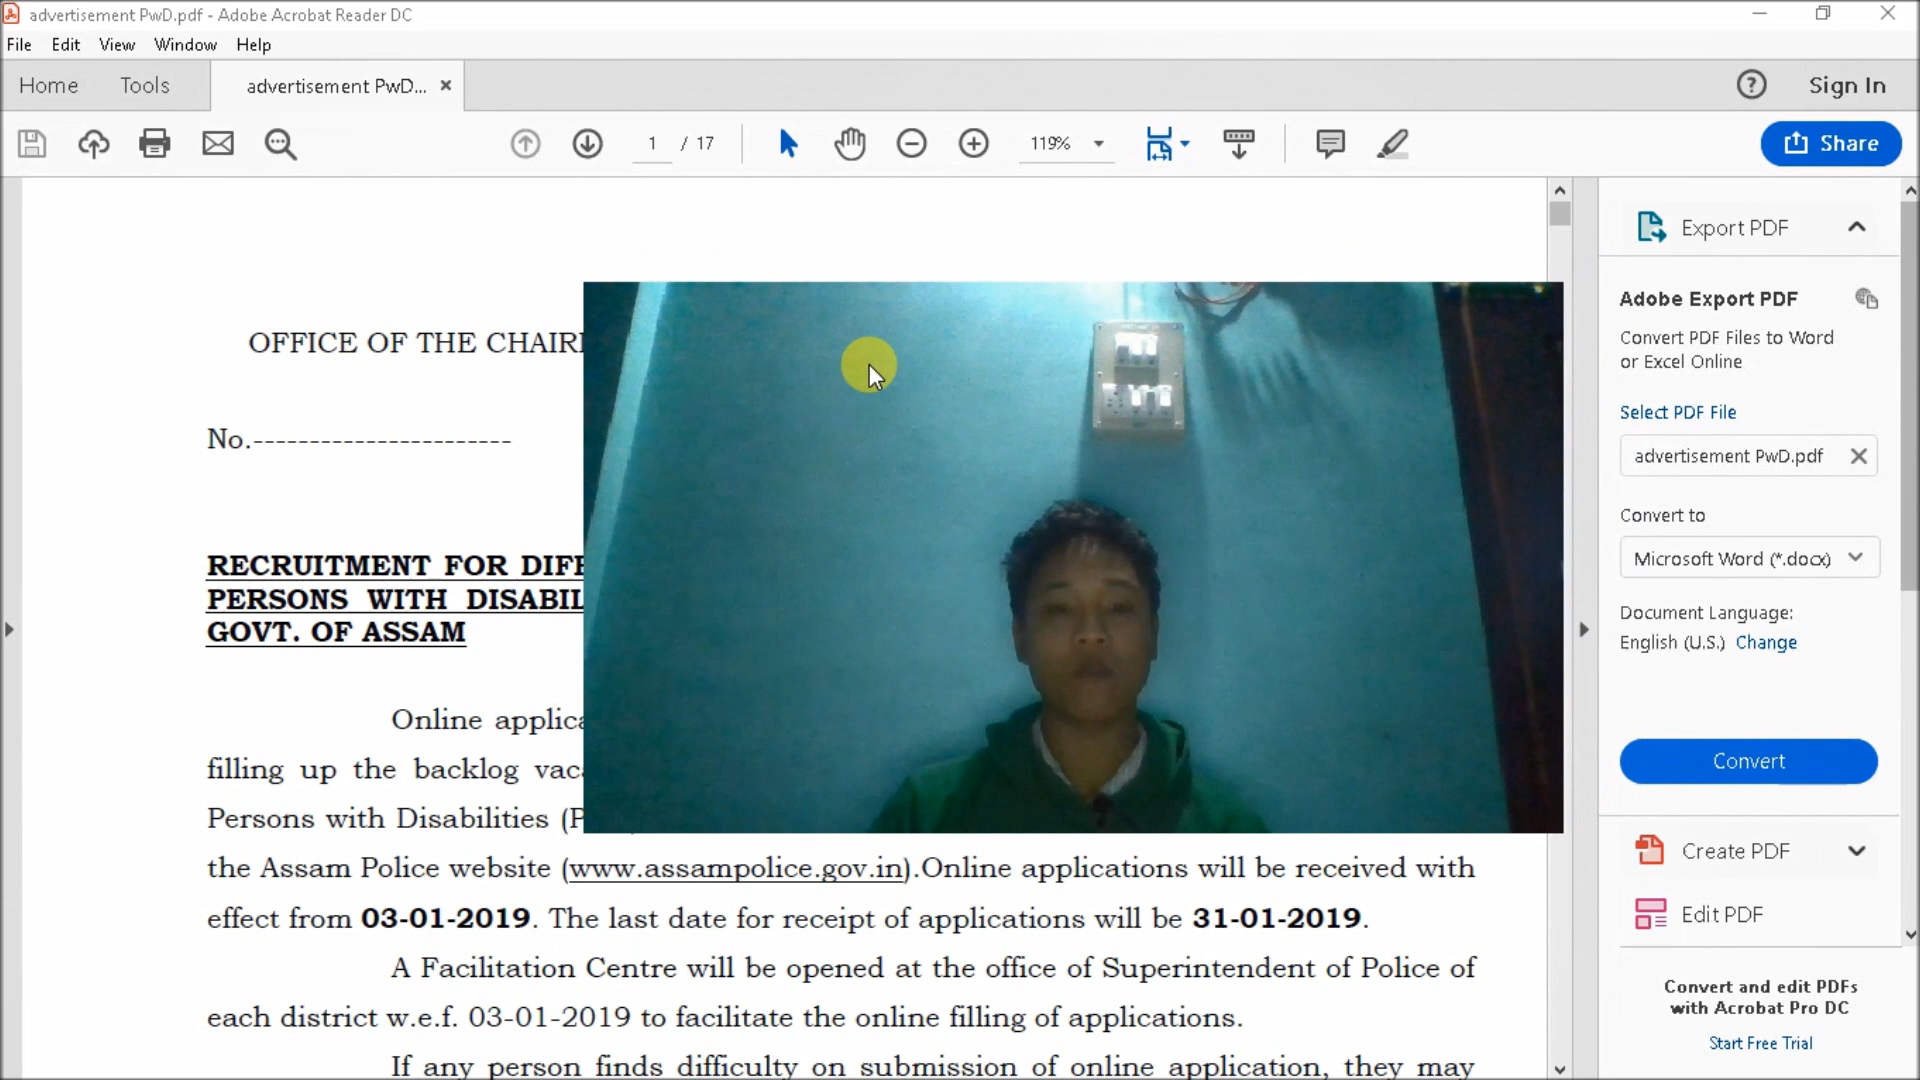 advertisement PwD.pdf - Adobe Acrobat Reader DC
File Edit View Window Help
Home Tools advertisement PwD... Sign In
1 / 17 119% Share
OFFICE OF THE
No.-----------------------
RECRUITMENT FOR
PERSONS WITH
GOVT. OF ASSAM
Online
filling up the backlog
Persons with Disabilities
the Assam Police website (www.assampolice.gov.in).Online applications will be received with
effect from 03-01-2019. The last date for receipt of applications will be 31-01-2019.
A Facilitation Centre will be opened at the office of Superintendent of Police of
each district w.e.f. 03-01-2019 to facilitate the online filling of applications.
If any person finds difficulty on submission of online application, they may
Export PDF
Adobe Export PDF
Convert PDF Files to Word
or Excel Online
Select PDF File
advertisement PwD.pdf
Convert to
Microsoft Word (*.docx)
Document Language:
English (U.S.) Change
Convert
Create PDF
Edit PDF
Convert and edit PDFs
with Acrobat Pro DC
Start Free Trial